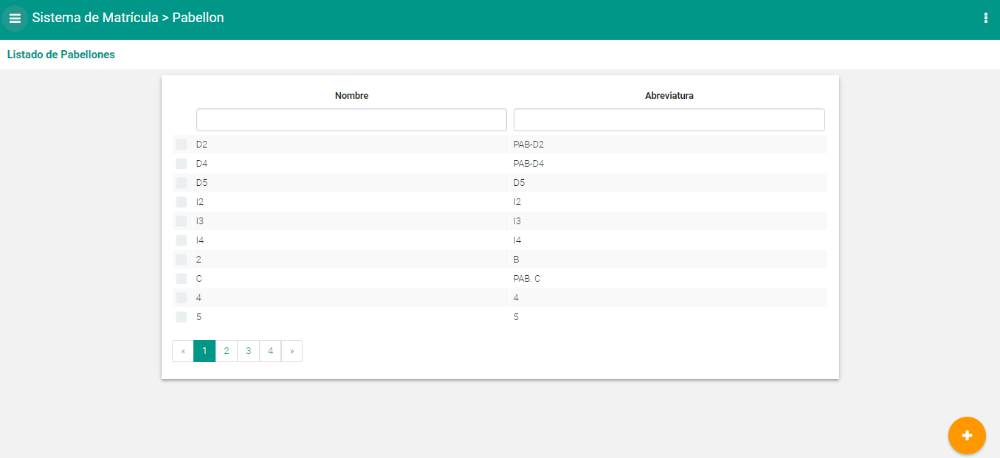 Sistema de Matrícula > Pabellon
Listado de Pabellones
Nombre Abreviatura
D2 PAB-D2
D4 PAB-D4
D5 D5
I2 I2
I3 I3
I4 I4
2 B
C PAB. C
4 4
5 5
« 1 2 3 4 »